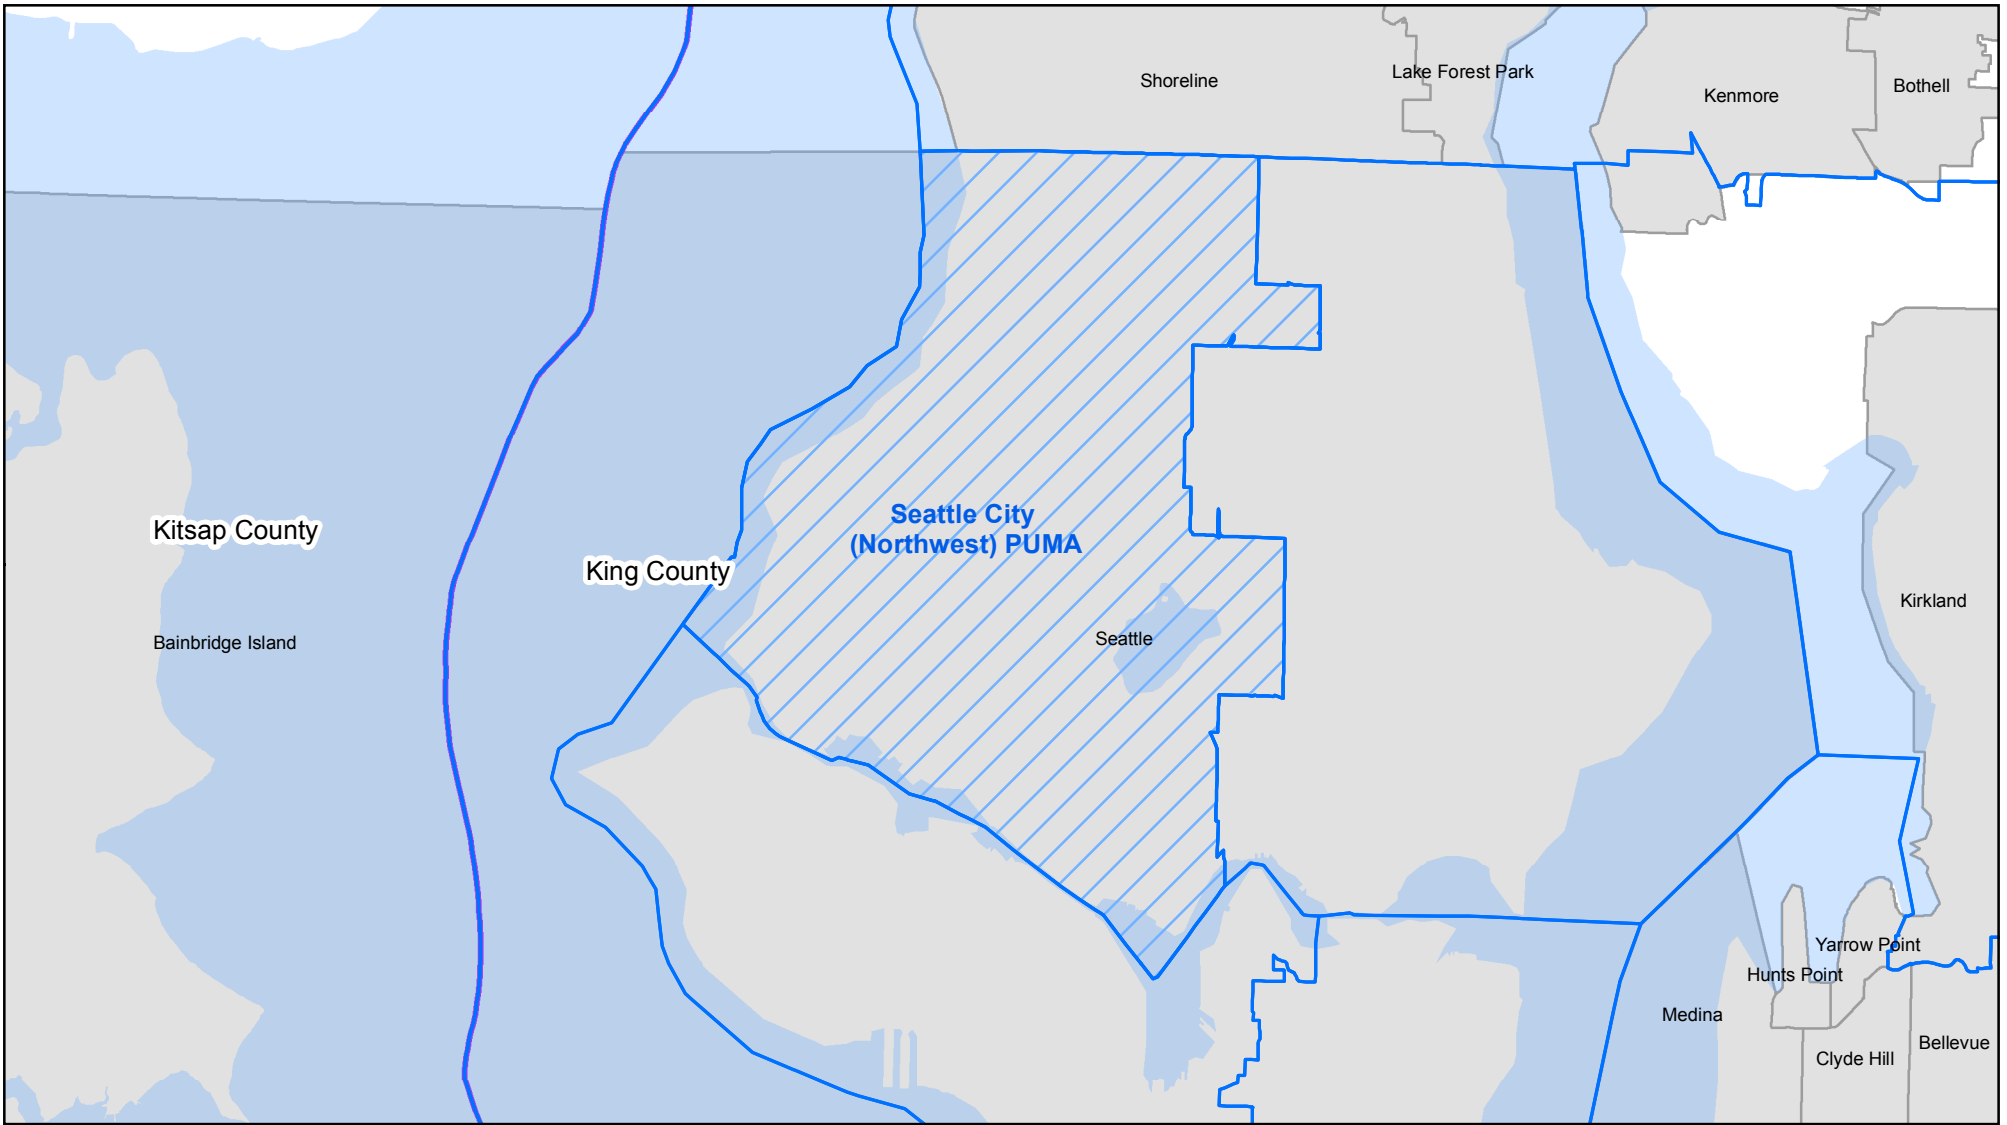 Shoreline
Lake Forest Park
Kenmore
Bothell
Seattle City
(Northwest) PUMA
Kitsap County
King County
Kirkland
Bainbridge Island
Seattle
Yarrow Point
Hunts Point
Medina
Clyde Hill
Bellevue